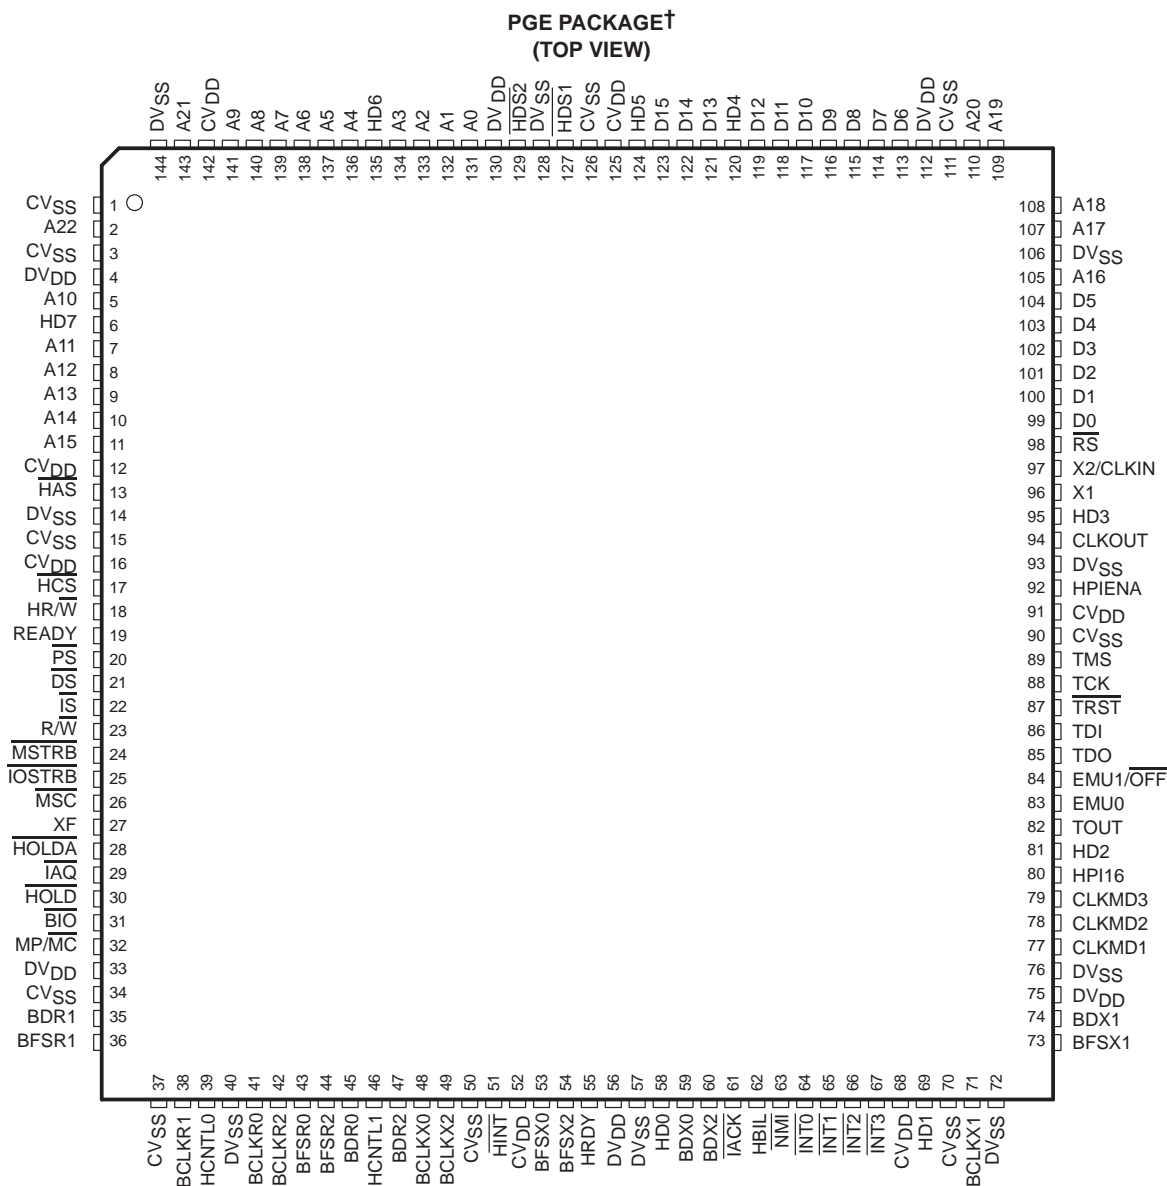 PGE PACKAGE†
(TOP VIEW)
144 DVSS
143 A21
142 CVDD
141 A9
140 A8
139 A7
138 A6
137 A5
136 A4
135 HD6
134 A3
133 A2
132 A1
131 A0
130 DVDD
129 HDS2
128 DVSS
127 HDS1
126 CVSS
125 CVDD
124 HD5
123 D15
122 D14
121 D13
120 HD4
119 D12
118 D11
117 D10
116 D9
115 D8
114 D7
113 D6
112 DVDD
111 CVSS
110 A20
109 A19
CVSS 1
A22 2
CVSS 3
DVDD 4
A10 5
HD7 6
A11 7
A12 8
A13 9
A14 10
A15 11
CVDD 12
HAS 13
DVSS 14
CVSS 15
CVDD 16
HCS 17
HR/W 18
READY 19
PS 20
DS 21
IS 22
R/W 23
MSTRB 24
IOSTRB 25
MSC 26
XF 27
HOLDA 28
IAQ 29
HOLD 30
BIO 31
MP/MC 32
DVDD 33
CVSS 34
BDR1 35
BFSR1 36
108 A18
107 A17
106 DVSS
105 A16
104 D5
103 D4
102 D3
101 D2
100 D1
99 D0
98 RS
97 X2/CLKIN
96 X1
95 HD3
94 CLKOUT
93 DVSS
92 HPIENA
91 CVDD
90 CVSS
89 TMS
88 TCK
87 TRST
86 TDI
85 TDO
84 EMU1/OFF
83 EMU0
82 TOUT
81 HD2
80 HPI16
79 CLKMD3
78 CLKMD2
77 CLKMD1
76 DVSS
75 DVDD
74 BDX1
73 BFSX1
37 CVSS
38 BCLKR1
39 HCNTL0
40 DVSS
41 BCLKR0
42 BCLKR2
43 BFSR0
44 BFSR2
45 BDR0
46 HCNTL1
47 BDR2
48 BCLKX0
49 BCLKX2
50 CVSS
51 HINT
52 CVDD
53 BFSX0
54 BFSX2
55 HRDY
56 DVDD
57 DVSS
58 HD0
59 BDX0
60 BDX2
61 IACK
62 HBIL
63 NMI
64 INT0
65 INT1
66 INT2
67 INT3
68 CVDD
69 HD1
70 CVSS
71 BCLKX1
72 DVSS